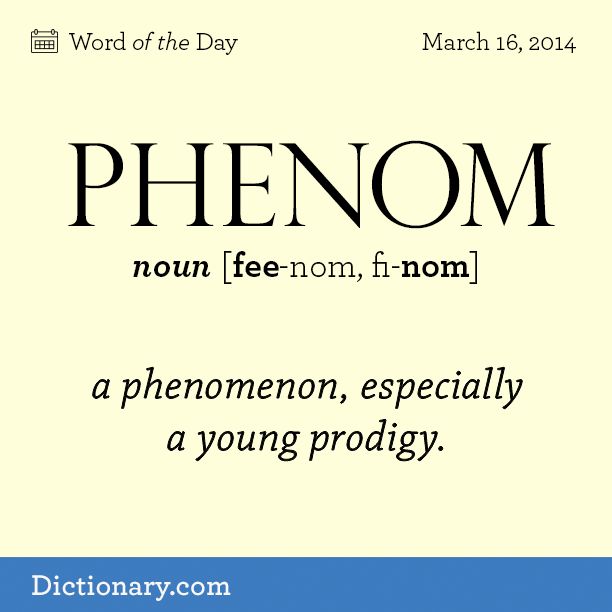 Word of the Day March 16, 2014
PHENOM
noun [fee-nom, fi-nom]
a phenomenon, especially
a young prodigy.
Dictionary.com